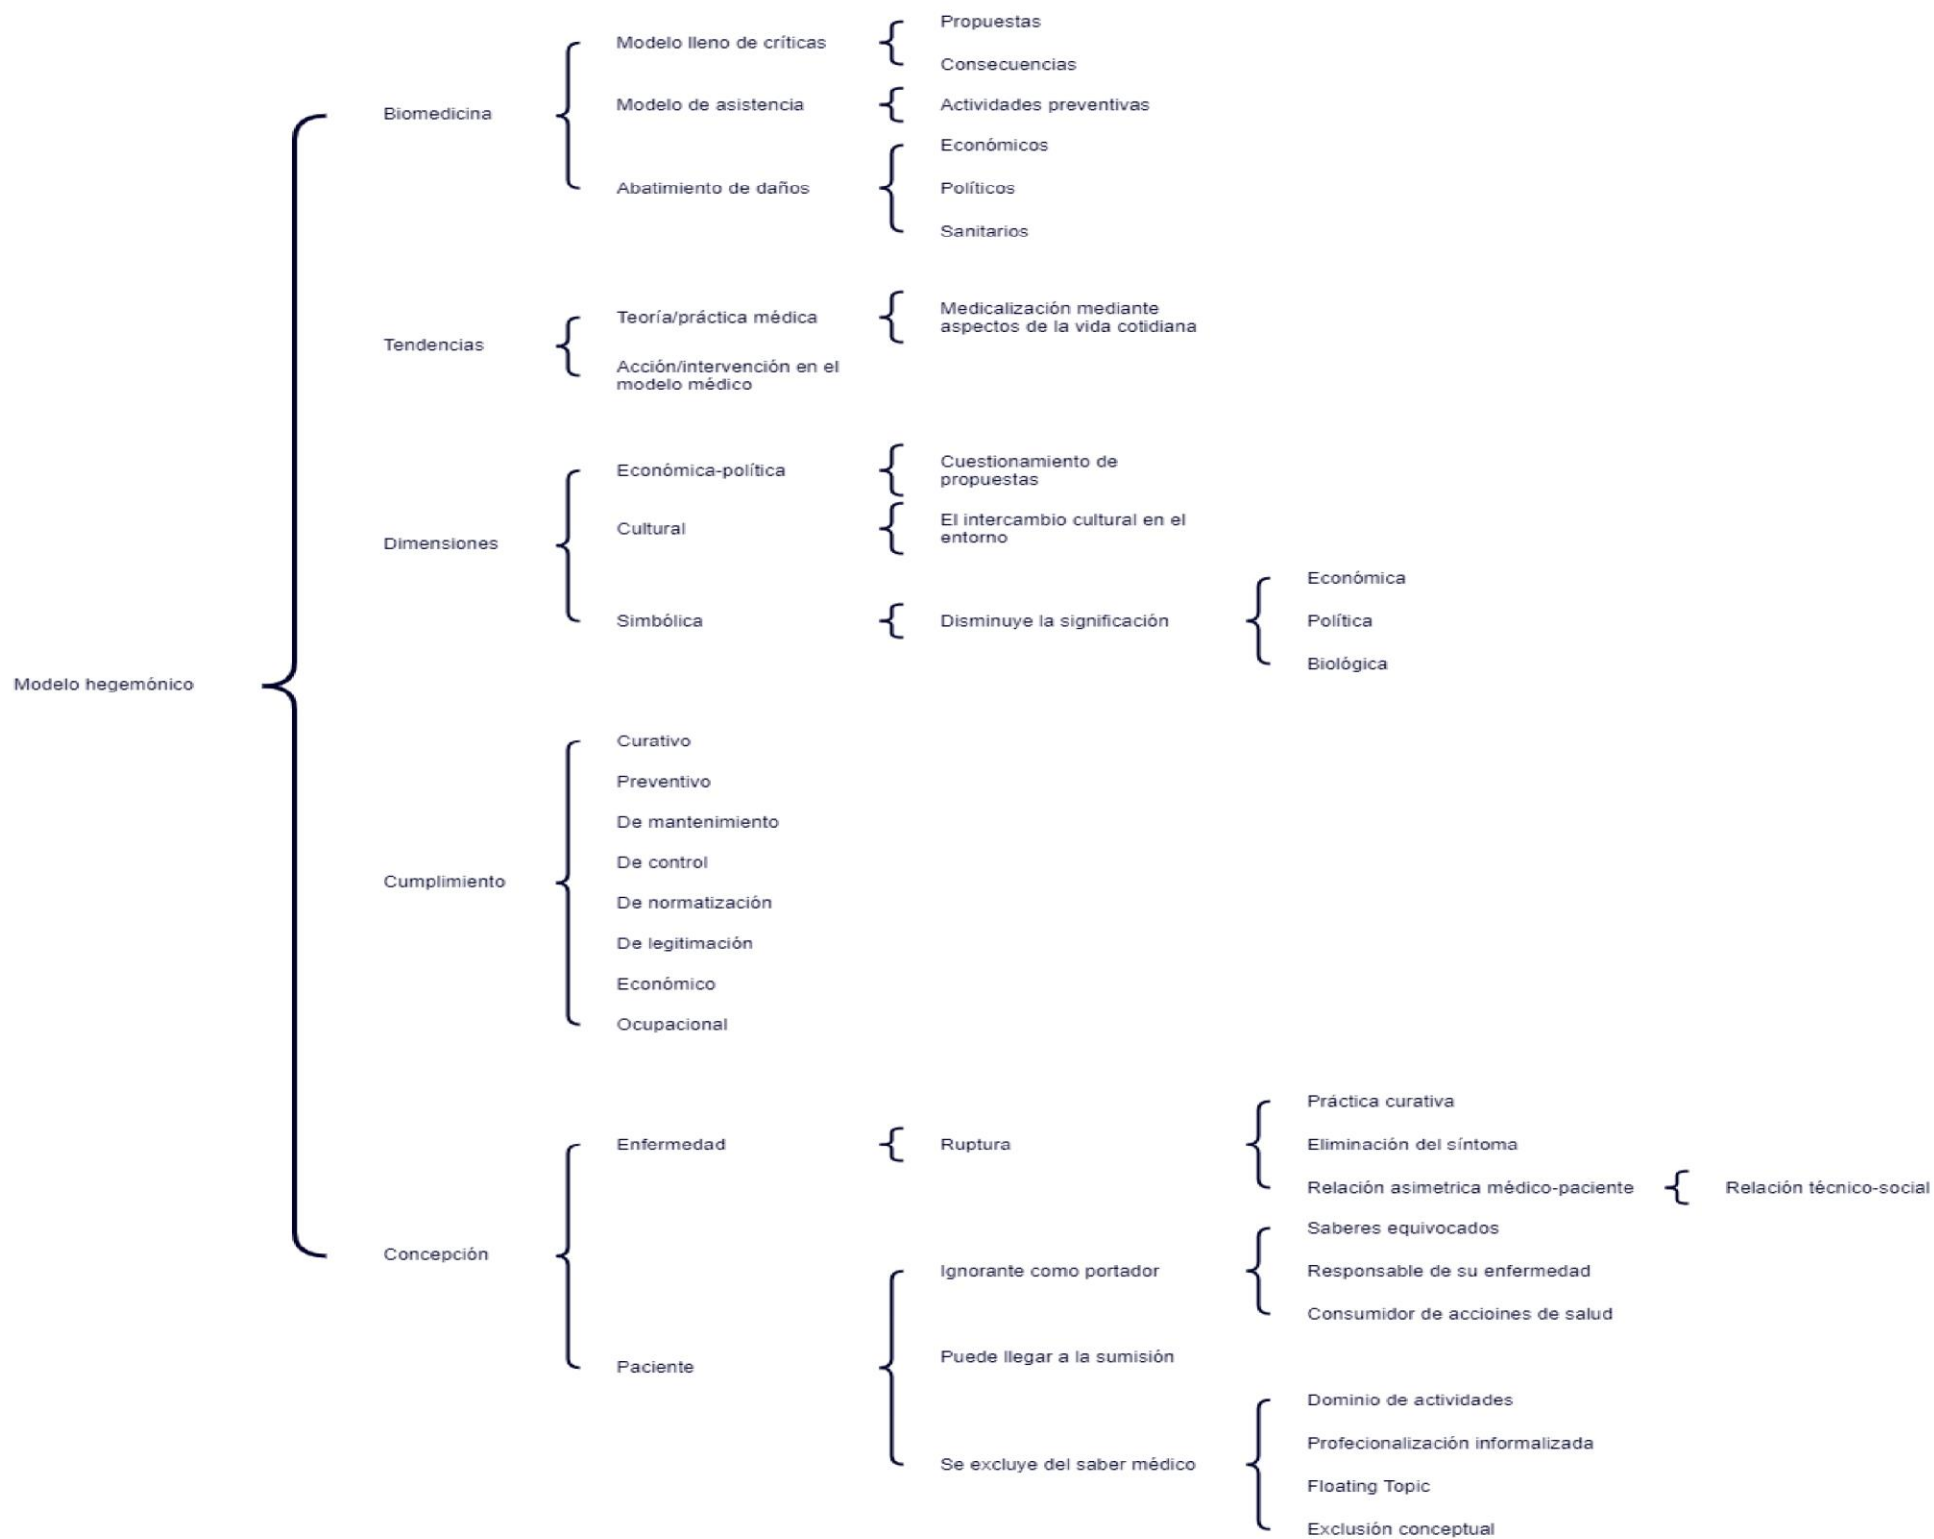 Modelo hegemónico
Biomedicina
Modelo lleno de críticas
Propuestas
Consecuencias
Modelo de asistencia
Actividades preventivas
Abatimiento de daños
Económicos
Políticos
Sanitarios
Tendencias
Teoría/práctica médica
Medicalización mediante
aspectos de la vida cotidiana
Acción/intervención en el
modelo médico
Dimensiones
Económica-política
Cuestionamiento de
propuestas
Cultural
El intercambio cultural en el
entorno
Simbólica
Disminuye la significación
Económica
Política
Biológica
Cumplimiento
Curativo
Preventivo
De mantenimiento
De control
De normatización
De legitimación
Económico
Ocupacional
Concepción
Enfermedad
Ruptura
Práctica curativa
Eliminación del síntoma
Relación asimetrica médico-paciente
Relación técnico-social
Paciente
Ignorante como portador
Saberes equivocados
Responsable de su enfermedad
Consumidor de accioines de salud
Puede llegar a la sumisión
Se excluye del saber médico
Dominio de actividades
Profecionalización informalizada
Floating Topic
Exclusión conceptual